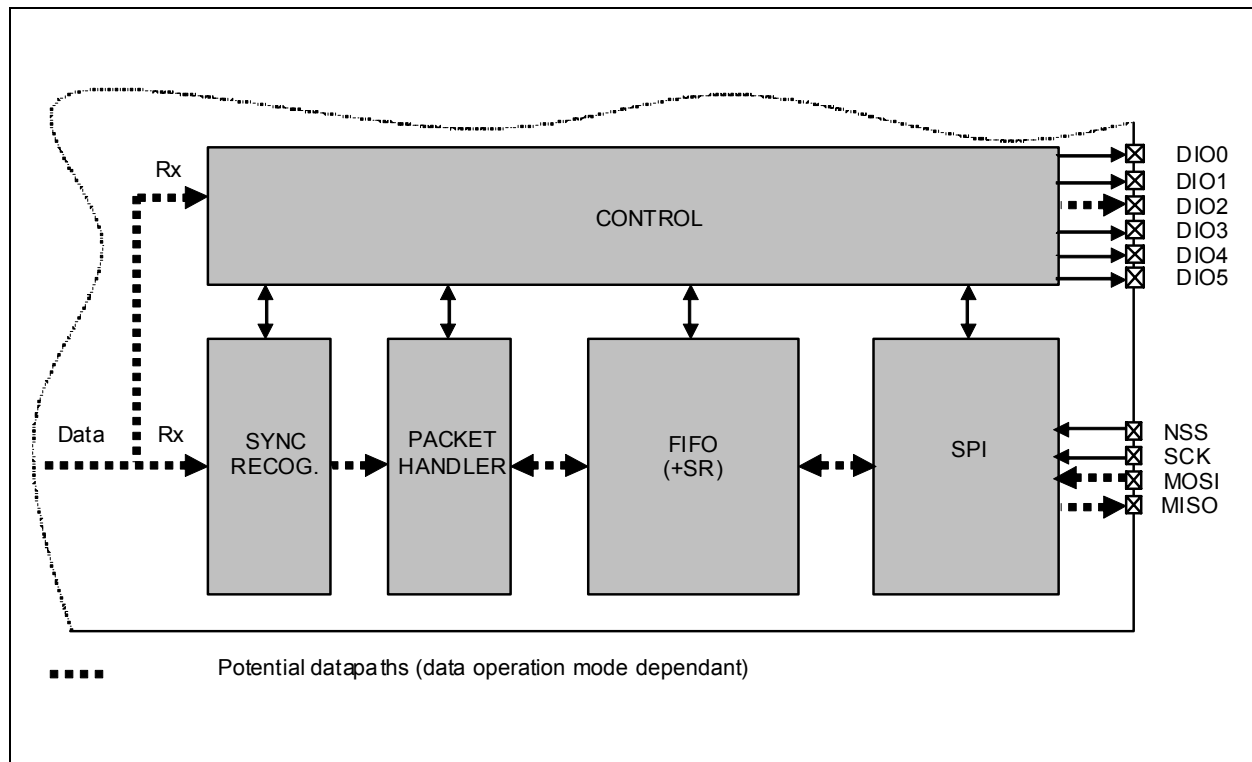 Rx
CONTROL
DIO0
DIO1
DIO2
DIO3
DIO4
DIO5
Data
Rx
SYNC
RECOG.
PACKET
HANDLER
FIFO
(+SR)
SPI
NSS
SCK
MOSI
MISO
Potential datapaths (data operation mode dependant)